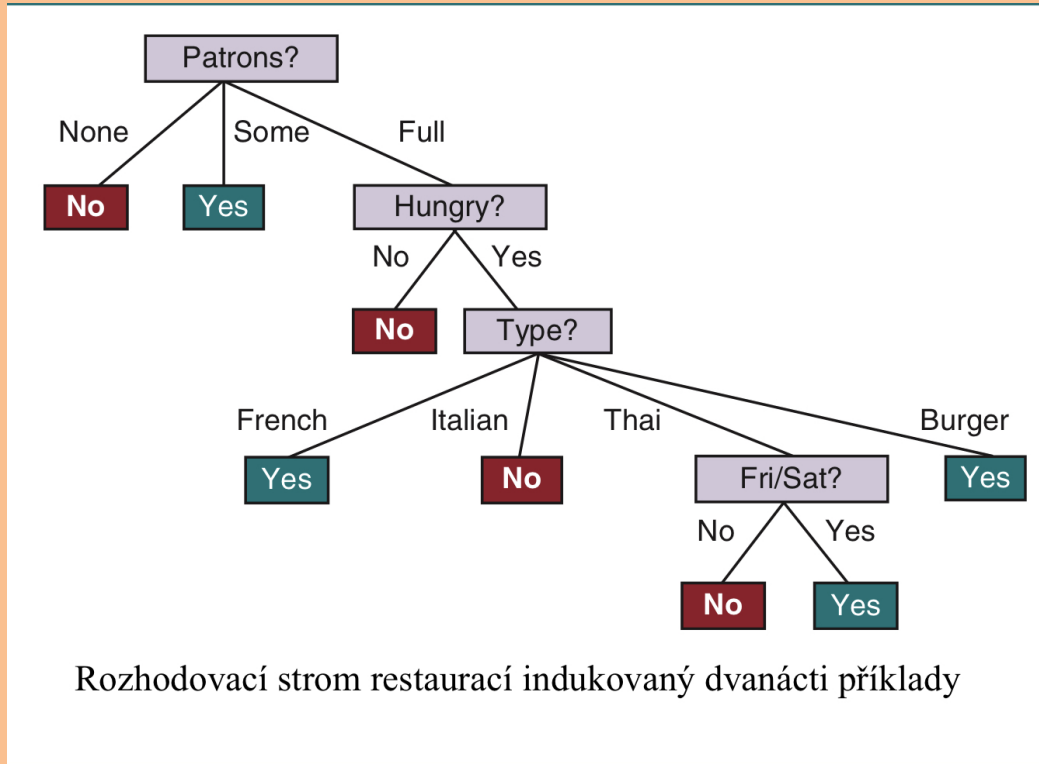 Patrons?
None Some Full
No Yes Hungry?
No Yes
No Type?
French Italian Thai Burger
Yes No Fri/Sat? Yes
No Yes
No Yes
Rozhodovací strom restaurací indukovaný dvanácti příklady